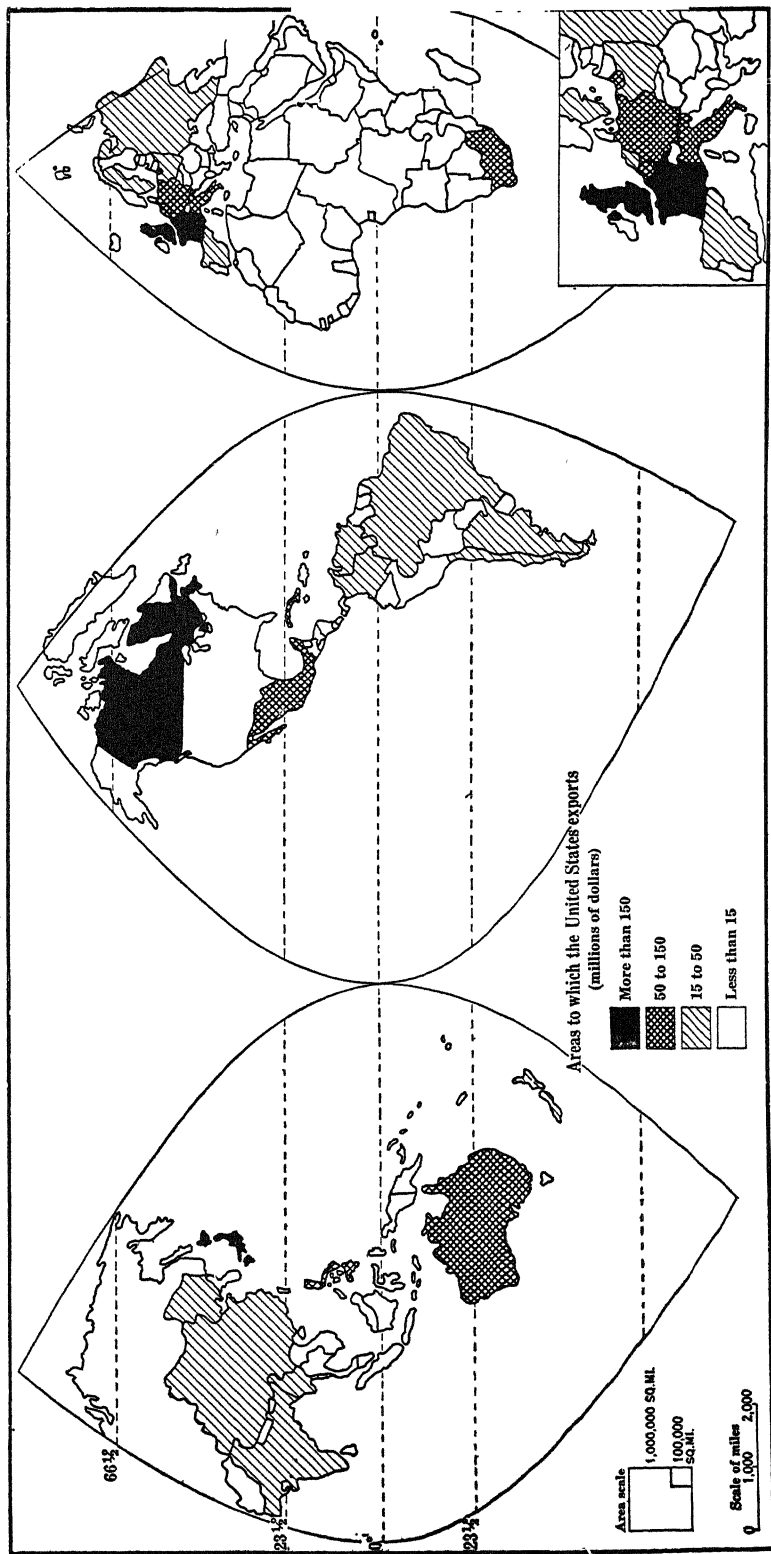 66½°
23½°
0°
23½°
Areas to which the United States exports
(millions of dollars)
More than 150
50 to 150
15 to 50
Less than 15
Area scale
1,000,000 SQ.MI.
100,000
SQ.MI.
Scale of miles
0 1,000 2,000